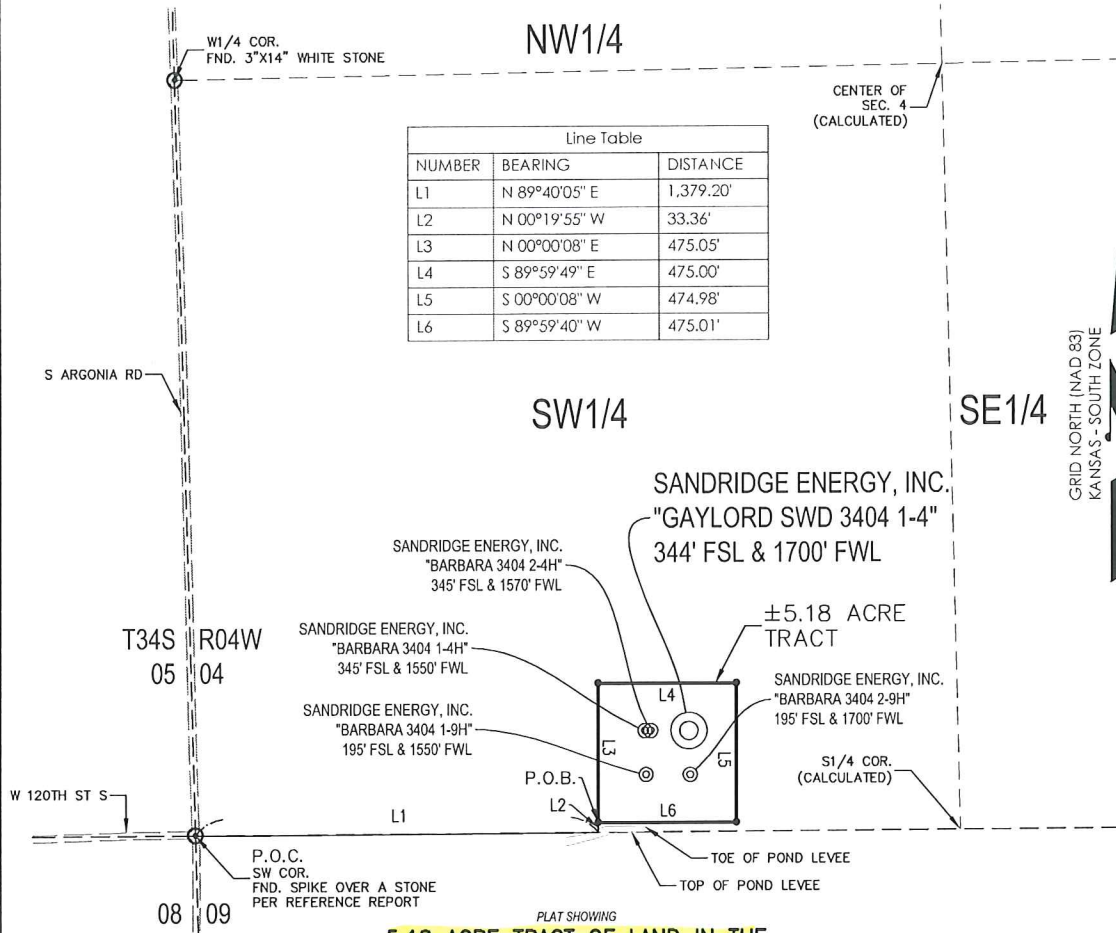 W1/4 COR.
FND. 3"X14" WHITE STONE
NW1/4
CENTER OF
SEC. 4
(CALCULATED)
Line Table
NUMBER BEARING DISTANCE
L1 N 89°40'05" E 1,379.20'
L2 N 00°19'55" W 33.36'
L3 N 00°00'08" E 475.05'
L4 S 89°59'49" E 475.00'
L5 S 00°00'08" W 474.98'
L6 S 89°59'40" W 475.01'
S ARGONIA RD
SW1/4
SE1/4
GRID NORTH (NAD 83)
KANSAS - SOUTH ZONE
SANDRIDGE ENERGY, INC.
"GAYLORD SWD 3404 1-4"
344' FSL & 1700' FWL
SANDRIDGE ENERGY, INC.
"BARBARA 3404 2-4H"
345' FSL & 1570' FWL
±5.18 ACRE
TRACT
T34S R04W
05 04
SANDRIDGE ENERGY, INC.
"BARBARA 3404 1-4H"
345' FSL & 1550' FWL
SANDRIDGE ENERGY, INC.
"BARBARA 3404 2-9H"
195' FSL & 1700' FWL
SANDRIDGE ENERGY, INC.
"BARBARA 3404 1-9H"
195' FSL & 1550' FWL
L4
L3
L5
S1/4 COR.
(CALCULATED)
P.O.B.
W 120TH ST S
L1
L2
L6
P.O.C.
SW COR.
FND. SPIKE OVER A STONE
PER REFERENCE REPORT
TOE OF POND LEVEE
TOP OF POND LEVEE
08 09
PLAT SHOWING
5.18 ACRE TRACT OF LAND IN THE